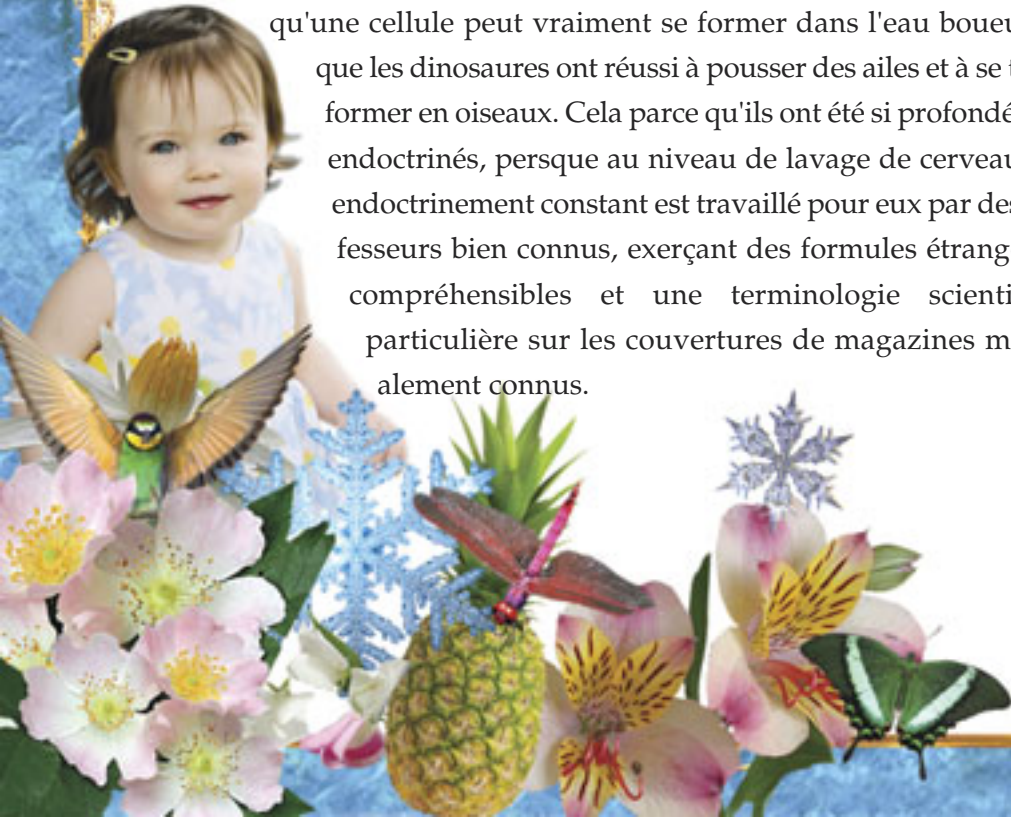 qu'une cellule peut vraiment se former dans l'eau boueu
que les dinosaures ont réussi à pousser des ailes et à se t
former en oiseaux. Cela parce qu'ils ont été si profondé
endoctrinés, persque au niveau de lavage de cerveau
endoctrinement constant est travaillé pour eux par des
fesseurs bien connus, exerçant des formules étrang
compréhensibles et une terminologie scienti
particulière sur les couvertures de magazines m
alement connus.